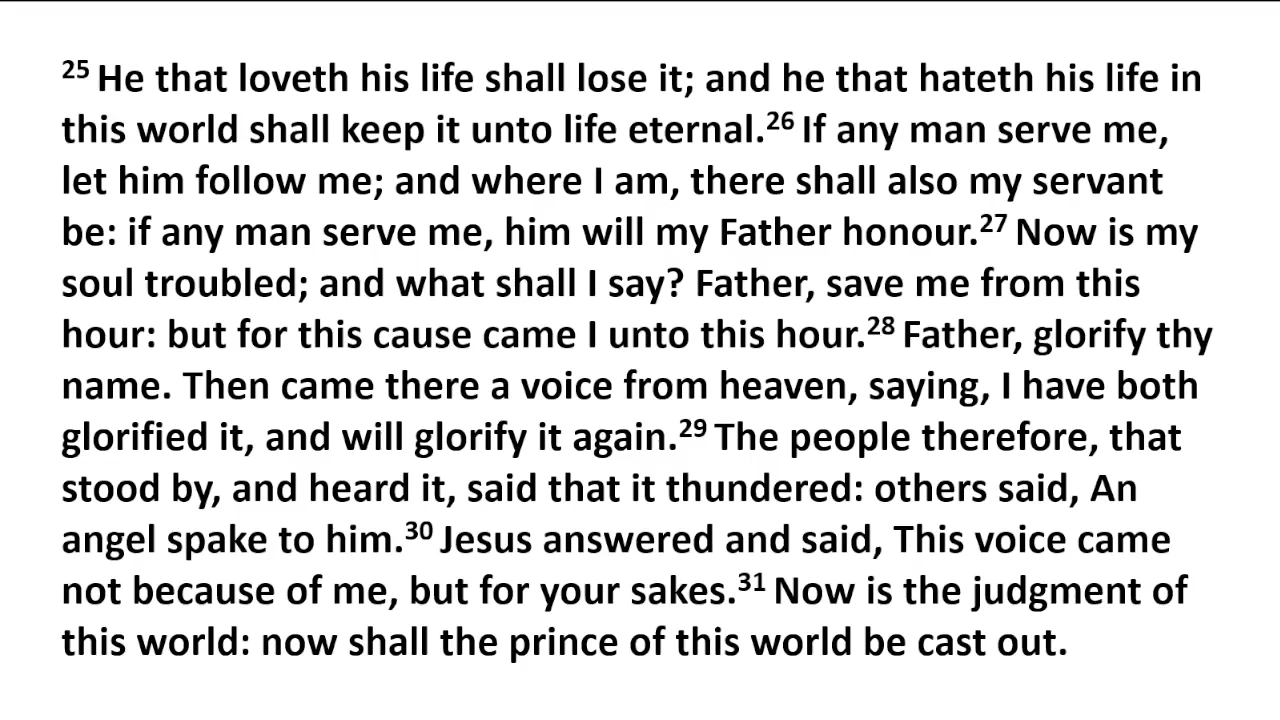 25 He that loveth his life shall lose it; and he that hateth his life in
this world shall keep it unto life eternal.26 If any man serve me,
let him follow me; and where I am, there shall also my servant
be: if any man serve me, him will my Father honour.27 Now is my
soul troubled; and what shall I say? Father, save me from this
hour: but for this cause came I unto this hour.28 Father, glorify thy
name. Then came there a voice from heaven, saying, I have both
glorified it, and will glorify it again.29 The people therefore, that
stood by, and heard it, said that it thundered: others said, An
angel spake to him.30 Jesus answered and said, This voice came
not because of me, but for your sakes.31 Now is the judgment of
this world: now shall the prince of this world be cast out.